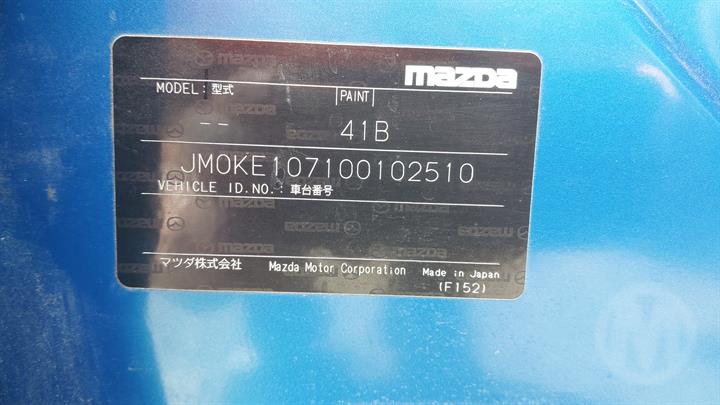 mazda
MODEL : 型式 PAINT
-- 41B
JM0KE107100102510
VEHICLE ID.NO.: 車台番号
マツダ株式会社 Mazda Motor Corporation Made in Japan
(F152)